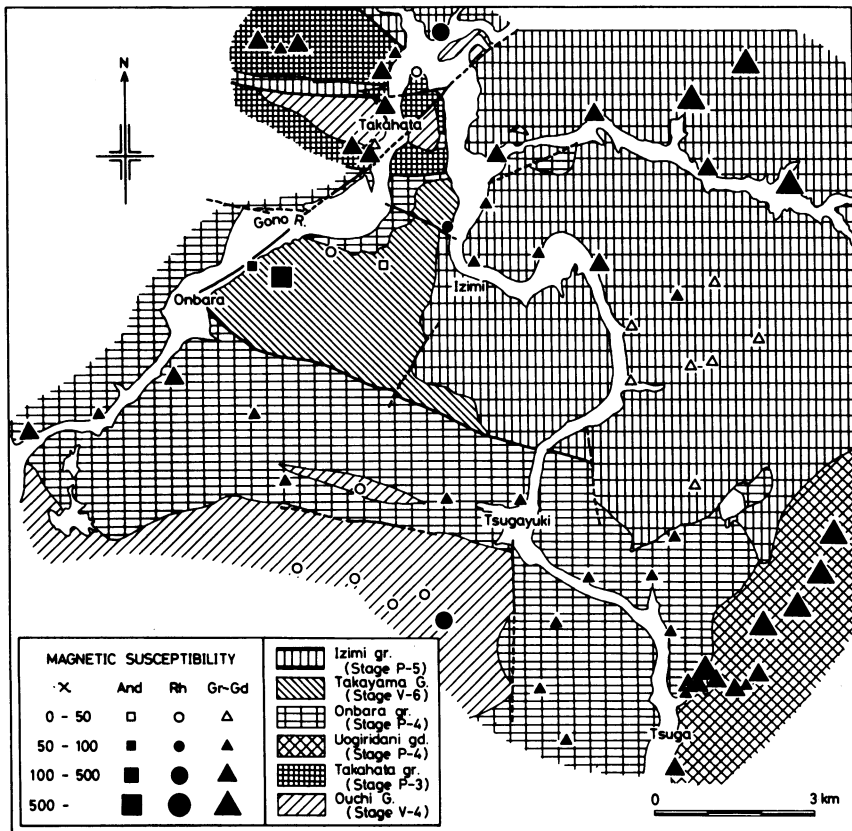 N
Takahata
Gono R.
Izimi
Onbara
Tsugayuki
Tsuga
MAGNETIC SUSCEPTIBILITY
X And Rh Gr-Gd
0 - 50
50 - 100
100 - 500
500 -
Izimi gr.
(Stage P-5)
Takayama G.
(Stage V-6)
Onbara gr.
(Stage P-4)
Uogiridani gd.
(Stage P-4)
Takahata gr.
(Stage P-3)
Ouchi G.
(Stage V-4)
0 3 km